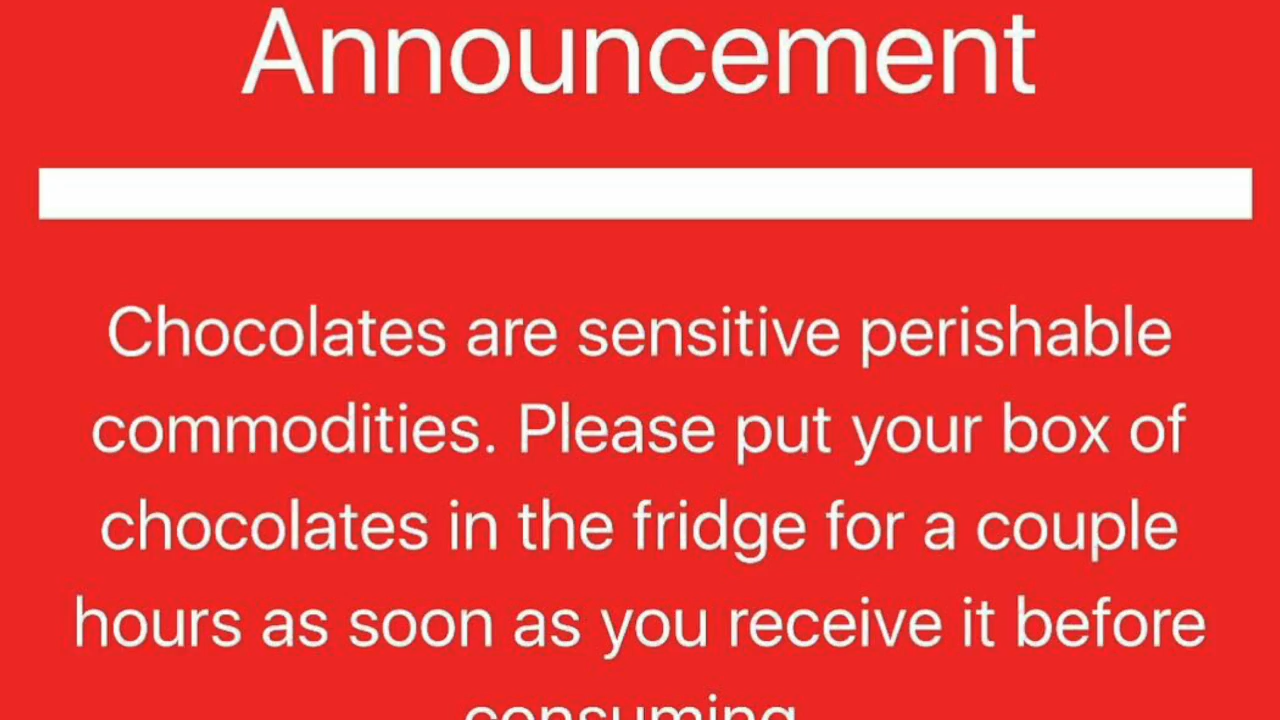 Announcement
Chocolates are sensitive perishable
commodities. Please put your box of
chocolates in the fridge for a couple
hours as soon as you receive it before
consuming